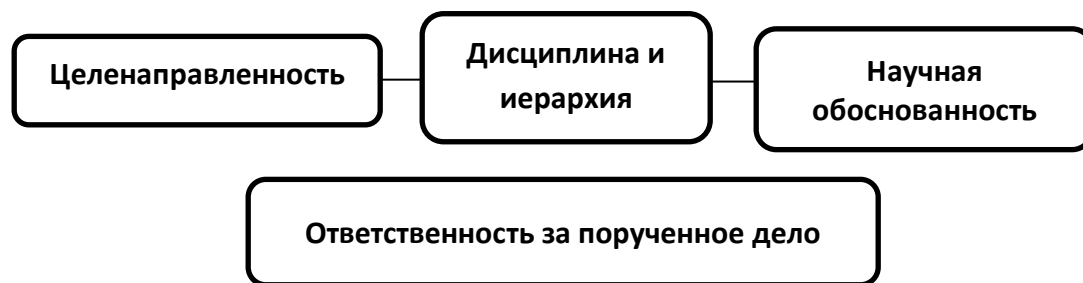 Целенаправленность
Дисциплина и
иерархия
Научная
обоснованность
Ответственность за порученное дело